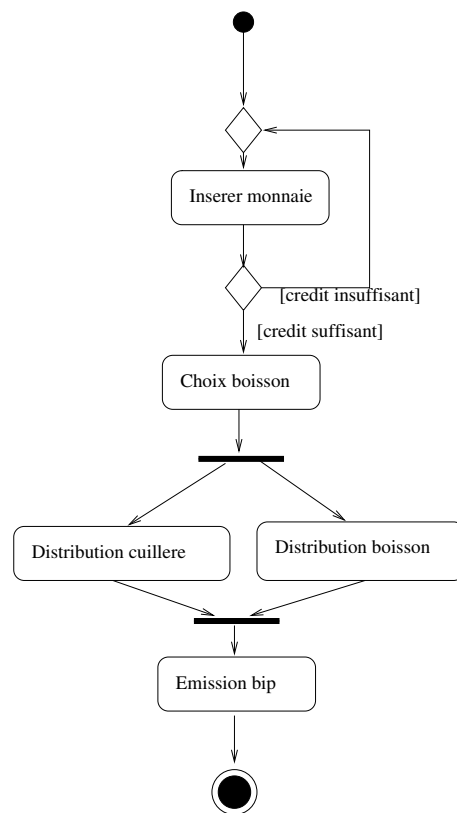 Inserer monnaie
[credit insuffisant]
[credit suffisant]
Choix boisson
Distribution cuillere
Distribution boisson
Emission bip